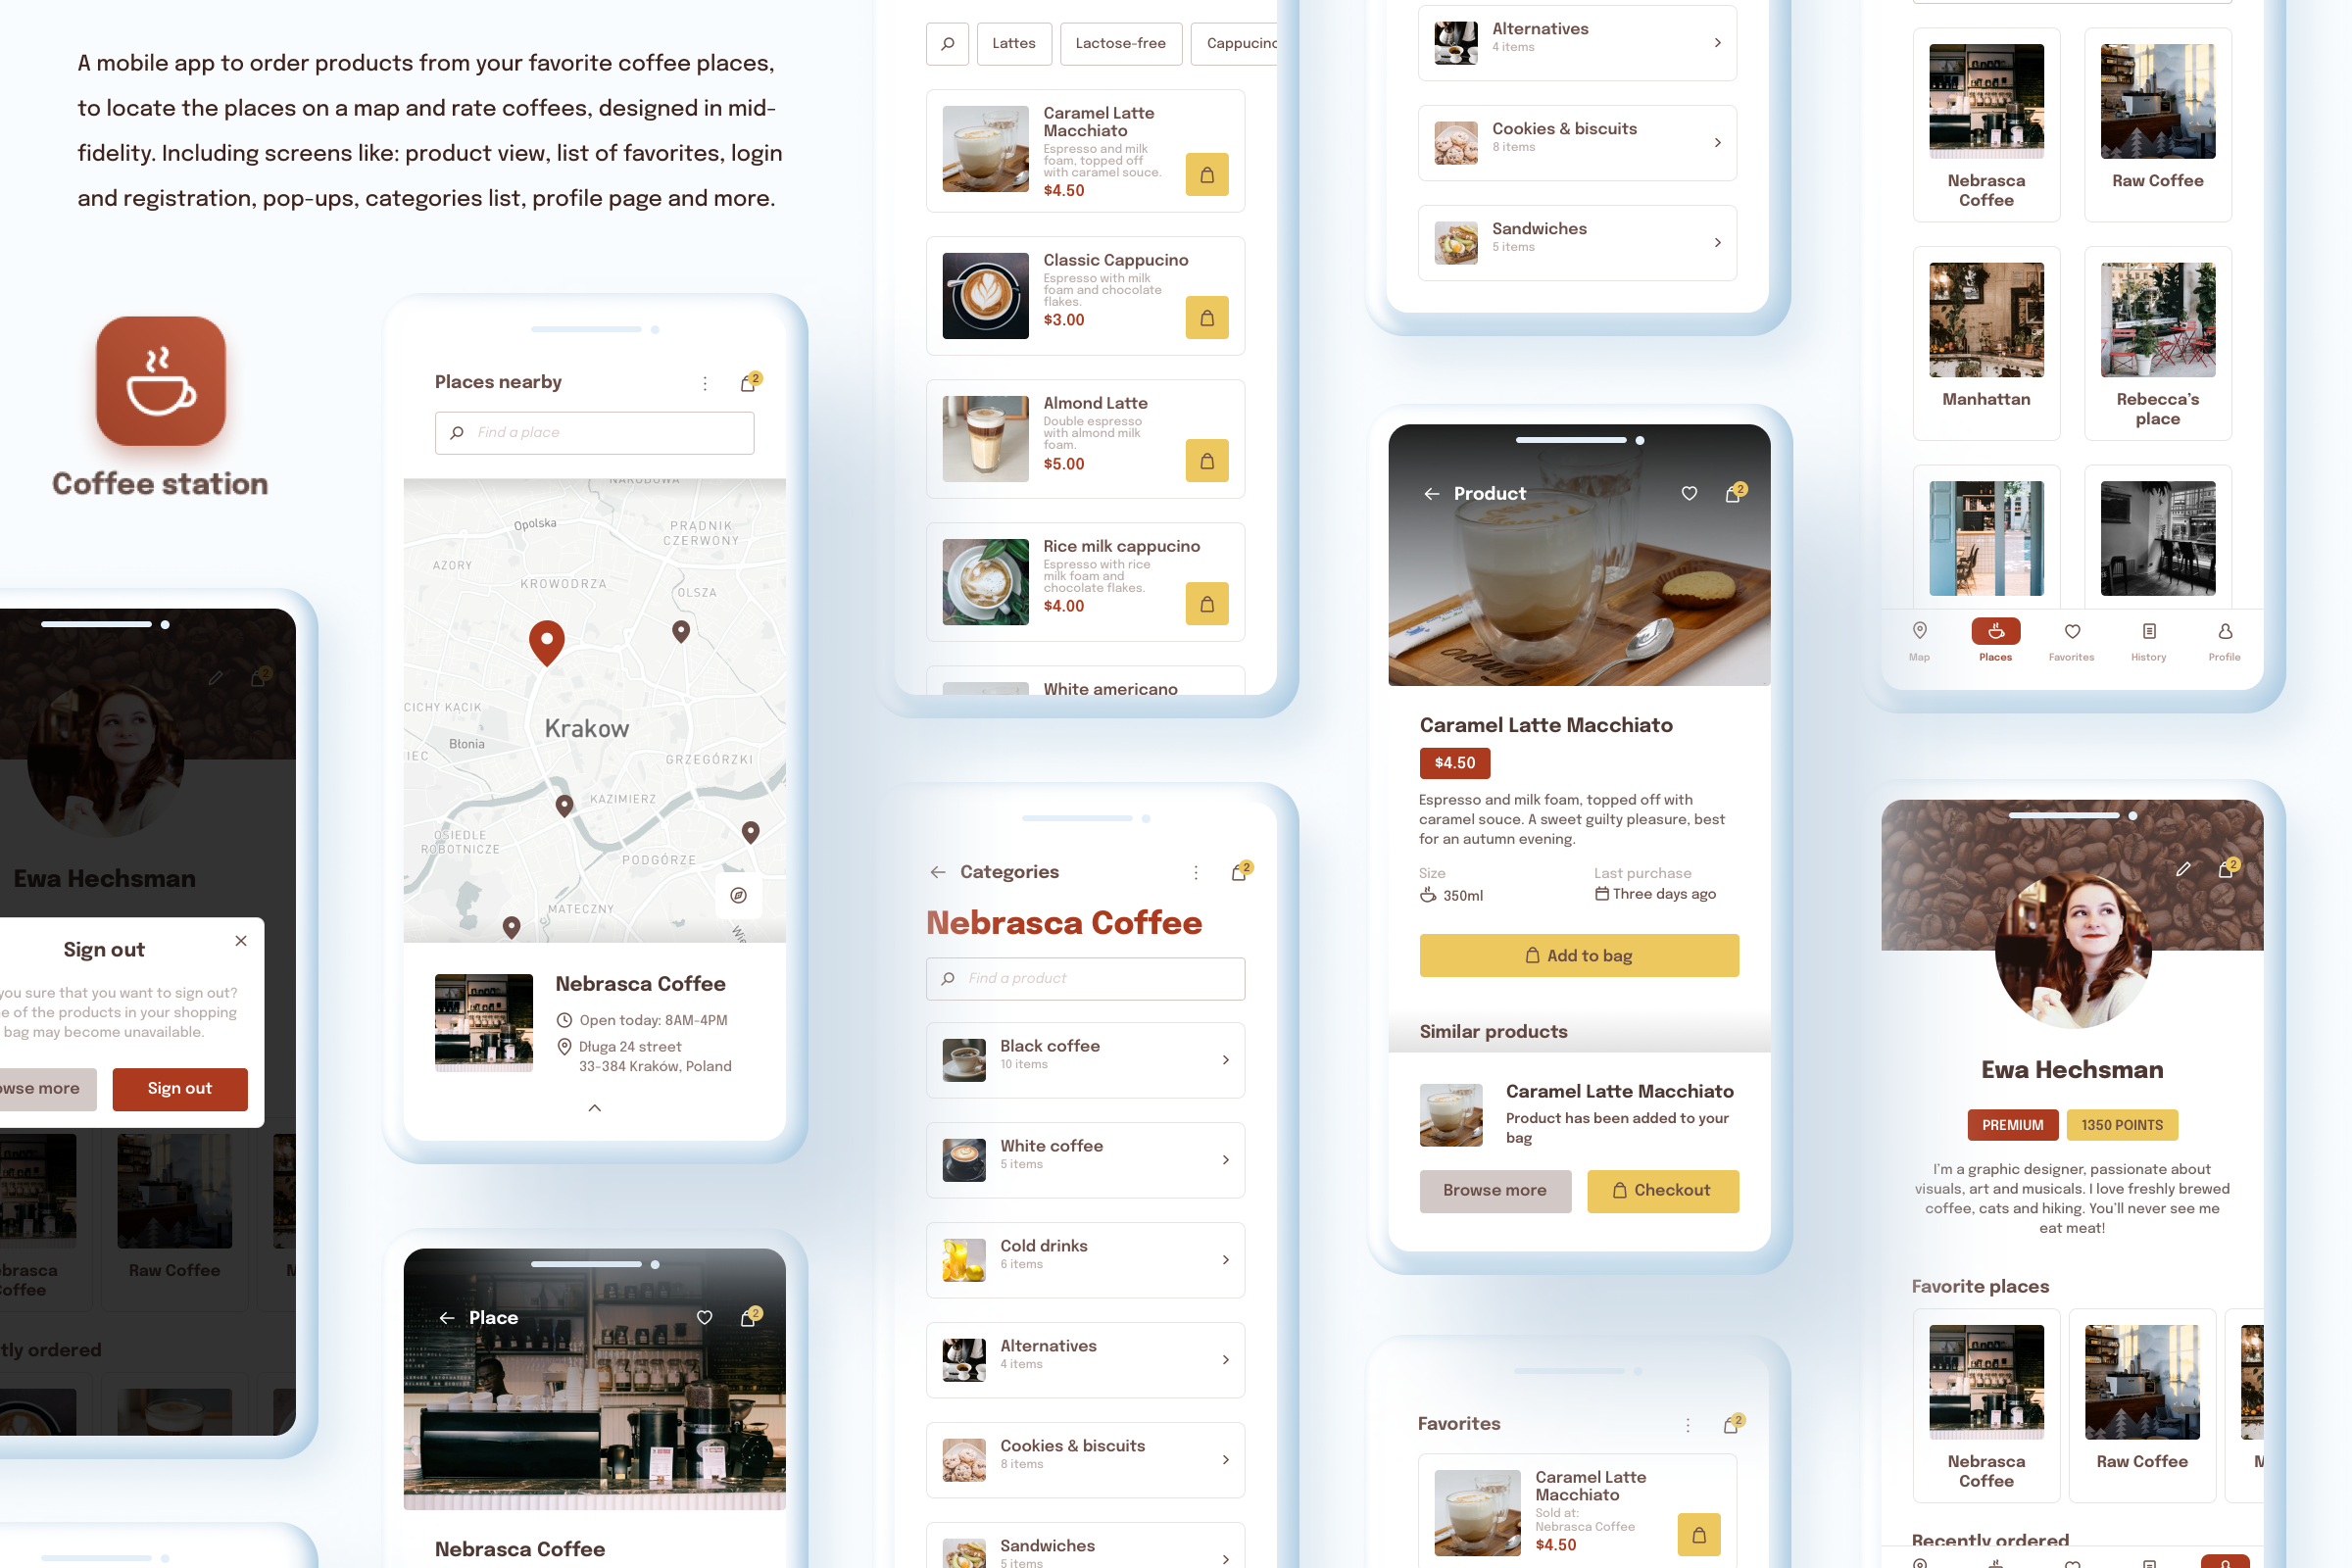 A mobile app to order products from your favorite coffee places,
to locate the places on a map and rate coffees, designed in mid-
fidelity. Including screens like: product view, list of favorites, login
and registration, pop-ups, categories list, profile page and more.
Coffee station
Ewa Hechsman
Sign out
you sure that you want to sign out?
e of the products in your shopping
bag may become unavailable.
owse more
Sign out
ebrasca
Coffee
Raw Coffee
M
tly ordered
Places nearby
2
Find a place
NARODOWA
Opolska
PRADNIK
CZERWONY
AZORY
KROWODRZA
OLSZA
CICHY KACIK
Krakow
Błonia
IEC
GRZEGÓRZKI
KAZIMIERZ
OSIEDLE
ROBOTNICZE
PODGÓRZE
MATECZNY
Wie
Nebrasca Coffee
Open today: 8AM-4PM
Długa 24 street
33-384 Kraków, Poland
Place
2
Nebrasca Coffee
Lattes
Lactose-free
Cappucino
Caramel Latte
Macchiato
Espresso and milk
foam, topped off
with caramel souce.
$4.50
Classic Cappucino
Espresso with milk
foam and chocolate
flakes.
$3.00
Almond Latte
Double espresso
with almond milk
foam.
$5.00
Rice milk cappucino
Espresso with rice
milk foam and
chocolate flakes.
$4.00
White americano
Categories
2
Nebrasca Coffee
Find a product
Black coffee
10 items
White coffee
5 items
Cold drinks
6 items
Alternatives
4 items
Cookies & biscuits
8 items
Sandwiches
5 items
Alternatives
4 items
Cookies & biscuits
8 items
Sandwiches
5 items
Product
2
Caramel Latte Macchiato
$4.50
Espresso and milk foam, topped off with
caramel souce. A sweet guilty pleasure, best
for an autumn evening.
Size
Last purchase
350ml
Three days ago
Add to bag
Similar products
Caramel Latte Macchiato
Product has been added to your
bag
Browse more
Checkout
Favorites
2
Caramel Latte
Macchiato
Sold at:
Nebrasca Coffee
$4.50
Nebrasca
Coffee
Raw Coffee
Manhattan
Rebecca's
place
Map
Places
Favorites
History
Profile
2
Ewa Hechsman
PREMIUM
1350 POINTS
I'm a graphic designer, passionate about
visuals, art and musicals. I love freshly brewed
coffee, cats and hiking. You'll never see me
eat meat!
Favorite places
Nebrasca
Coffee
Raw Coffee
M
Recently ordered